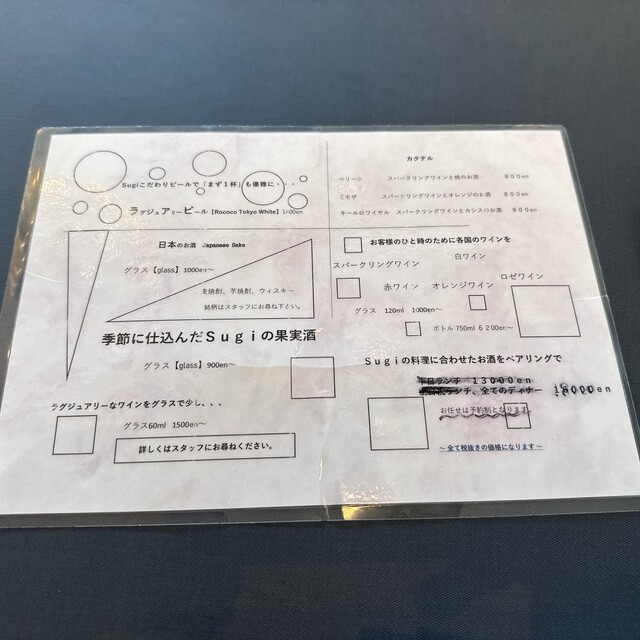 Sugiこだわりビールで「まず１杯」も優雅に・・・
ラグジュアリービール【Rococo Tokyo White】
日本のお酒 Japanese Sake
グラス【glass】1000en～
麦焼酎、芋焼酎、ウィスキー
銘柄はスタッフにお尋ね下さい。
季節に仕込んだＳｕｇｉの果実酒
グラス【glass】900en～
ラグジュアリーなワインをグラスで少し、、、
グラス60ml 1500en～
詳しくはスタッフにお尋ねください。
カクテル
ベリーニ スパークリングワインと桃のお酒 ８００en
ミモザ スパークリングワインとオレンジのお酒 ８００en
キールロワイヤル スパークリングワインとカシスのお酒 ８００en
お客様のひと時のために各国のワインを
スパークリングワイン 白ワイン
赤ワイン オレンジワイン ロゼワイン
グラス 120ml 1000en～
ボトル 750ml ６２00en～
Ｓｕｇｉの料理に合わせたお酒をペアリングで
平日ランチ １３０００en
ランチ、全てのディナー
お任せは予約制となります。
～全て税抜きの価格になります～